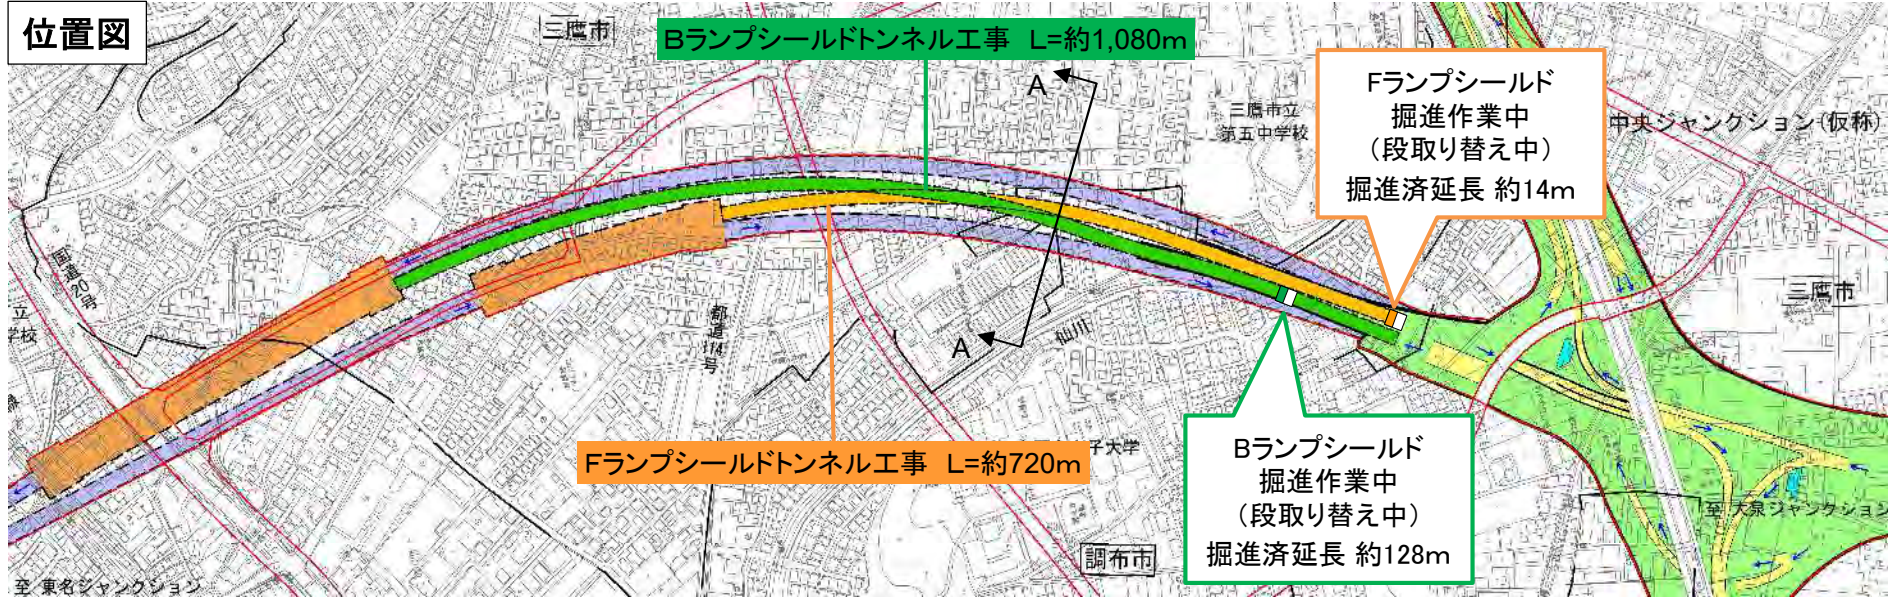 位置図
三鷹市
Bランプシールドトンネル工事 L=約1,080m
A
三鷹市立
第五中学校
Fランプシールド
掘進作業中
(段取り替え中)
掘進済延長 約14m
中央ジャンクション(仮称)
国道20号
立
学校
都道114号
A
仙川
三鷹市
Fランプシールドトンネル工事 L=約720m
子大学
Bランプシールド
掘進作業中
(段取り替え中)
掘進済延長 約128m
調布市
至 大泉ジャンクション
至 東名ジャンクション